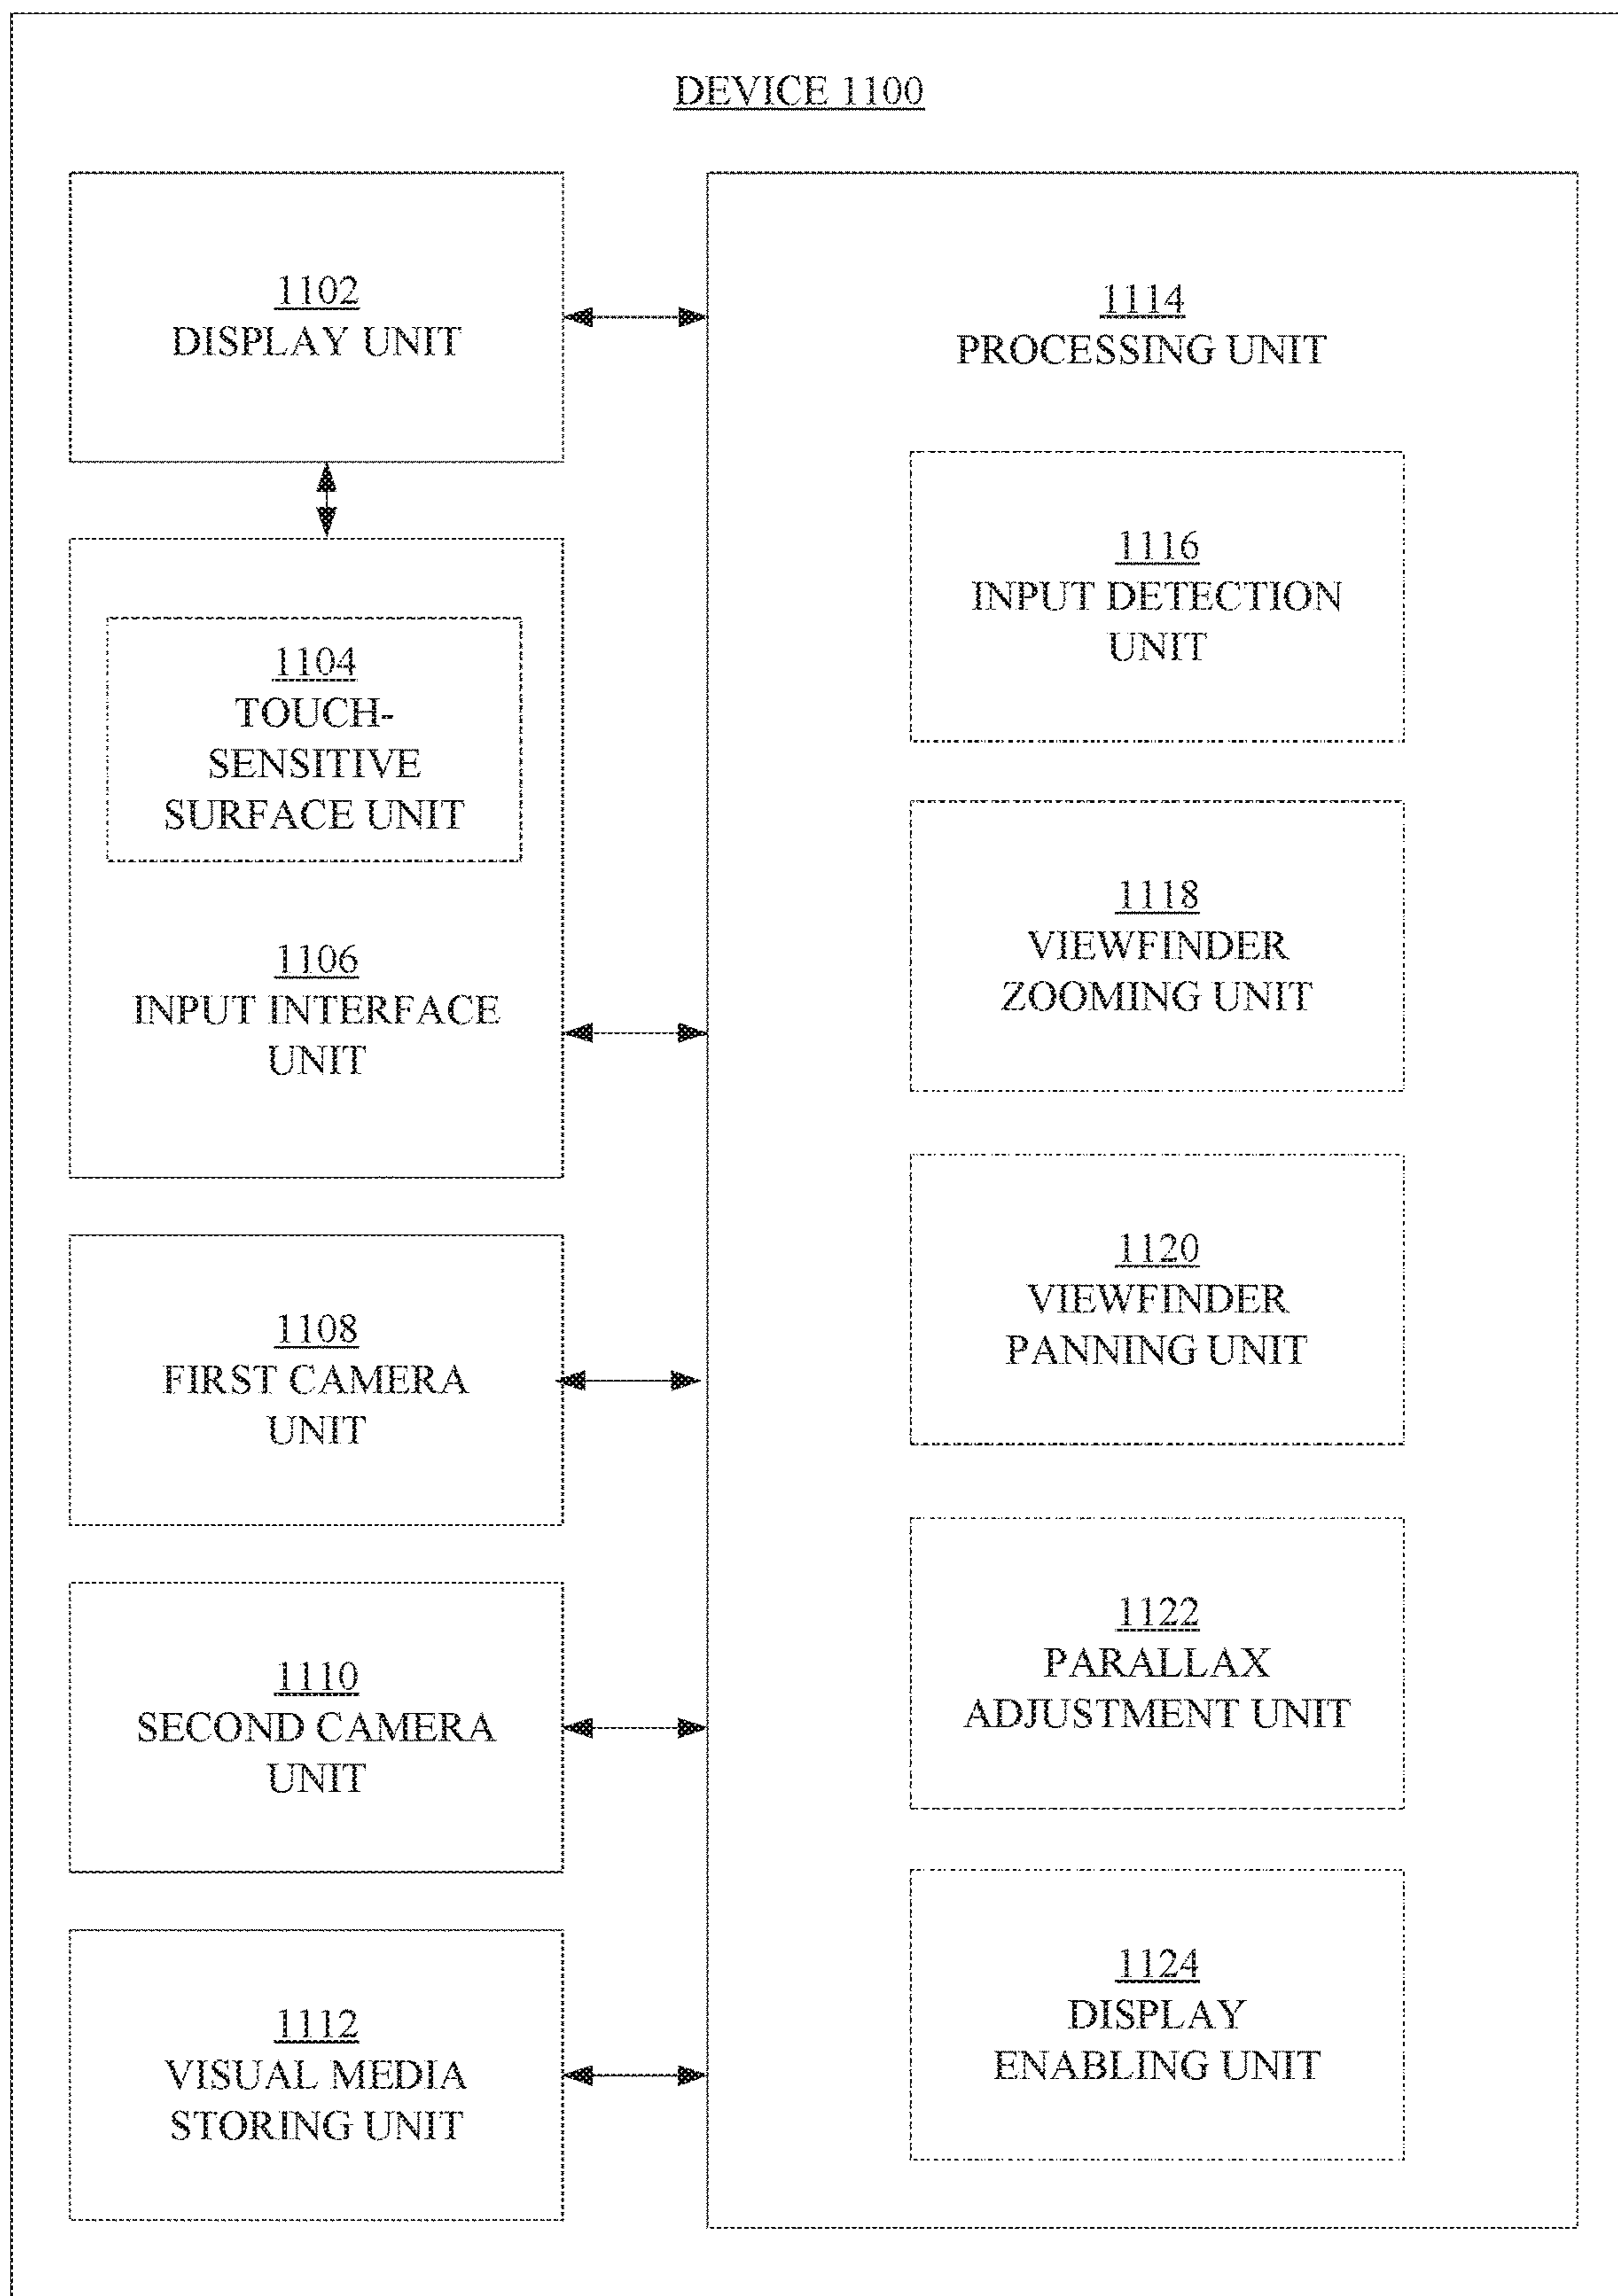 DEVICE 1100
1102
DISPLAY UNIT
1104
TOUCH-
SENSITIVE
SURFACE UNIT
1106
INPUT INTERFACE
UNIT
1108
FIRST CAMERA
UNIT
1110
SECOND CAMERA
UNIT
1112
VISUAL MEDIA
STORING UNIT
1114
PROCESSING UNIT
1116
INPUT DETECTION
UNIT
1118
VIEWFINDER
ZOOMING UNIT
1120
VIEWFINDER
PANNING UNIT
1122
PARALLAX
ADJUSTMENT UNIT
1124
DISPLAY
ENABLING UNIT